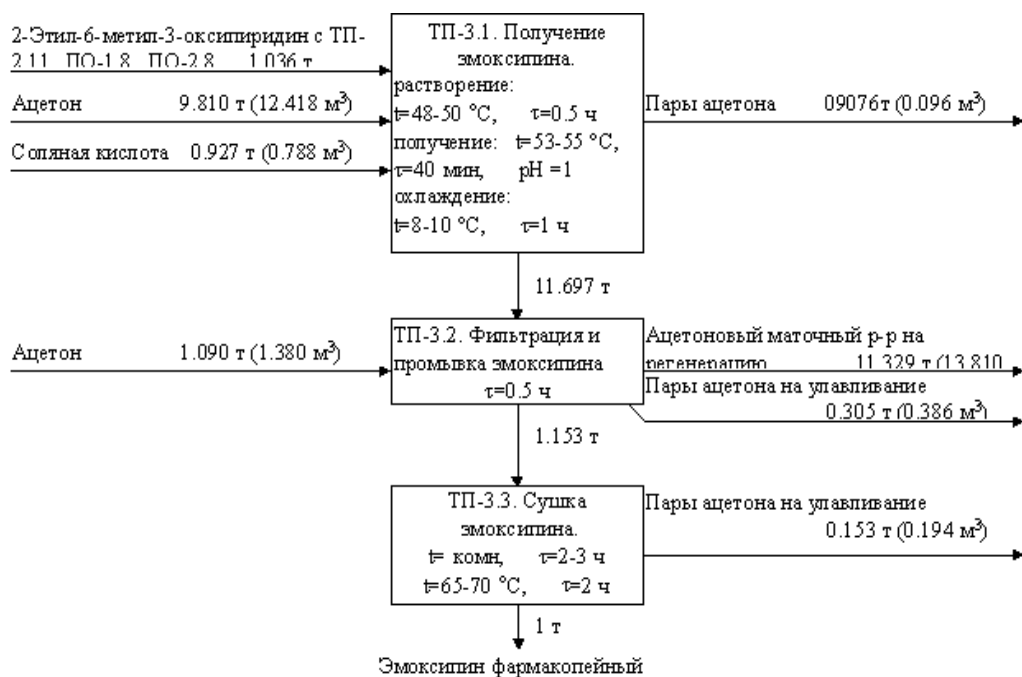 2-Этил-6-метил-3-оксипиридин с ТП-
2.11, ПО-1.8, ПО-2.8 1.036 т
Ацетон 9.810 т (12.418 м³)
Соляная кислота 0.927 т (0.788 м³)
ТП-3.1. Получение
эмоксипина.
растворение:
t=48-50 °C, τ=0.5 ч
получение: t=53-55 °C,
τ=40 мин, pH =1
охлаждение:
t=8-10 °C, τ=1 ч
Пары ацетона 09076т (0.096 м³)
11.697 т
Ацетон 1.090 т (1.380 м³)
ТП-3.2. Фильтрация и
промывка эмоксипина
τ=0.5 ч
Ацетоновый маточный р-р на
регенерацию 11.329 т (13.810
Пары ацетона на улавливание
0.305 т (0.386 м³)
1.153 т
ТП-3.3. Сушка
эмоксипина.
t= комн, τ=2-3 ч
t=65-70 °C, τ=2 ч
Пары ацетона на улавливание
0.153 т (0.194 м³)
1 т
Эмоксипин фармакопейный